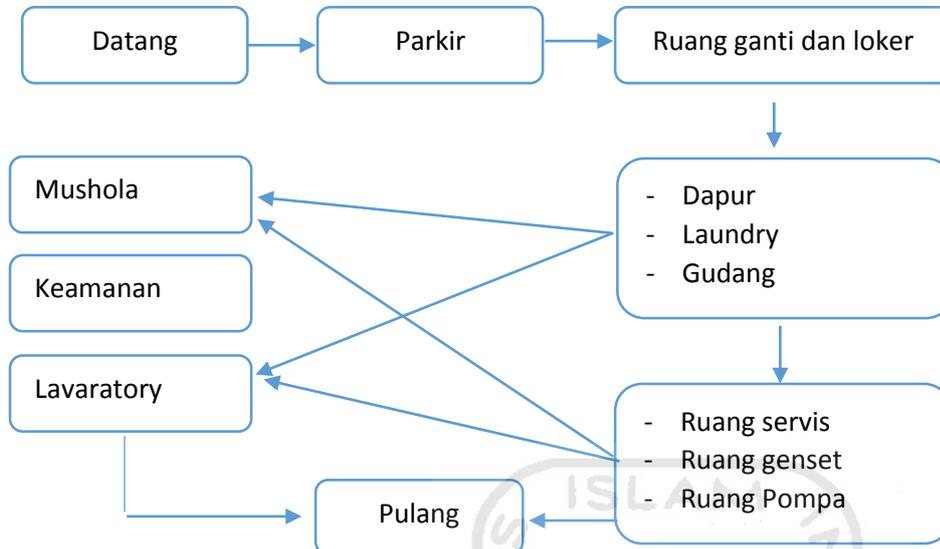 Datang
Parkir
Ruang ganti dan loker
Mushola
Keamanan
Lavaratory
- Dapur
- Laundry
- Gudang
- Ruang servis
- Ruang genset
- Ruang Pompa
Pulang
ISLAM